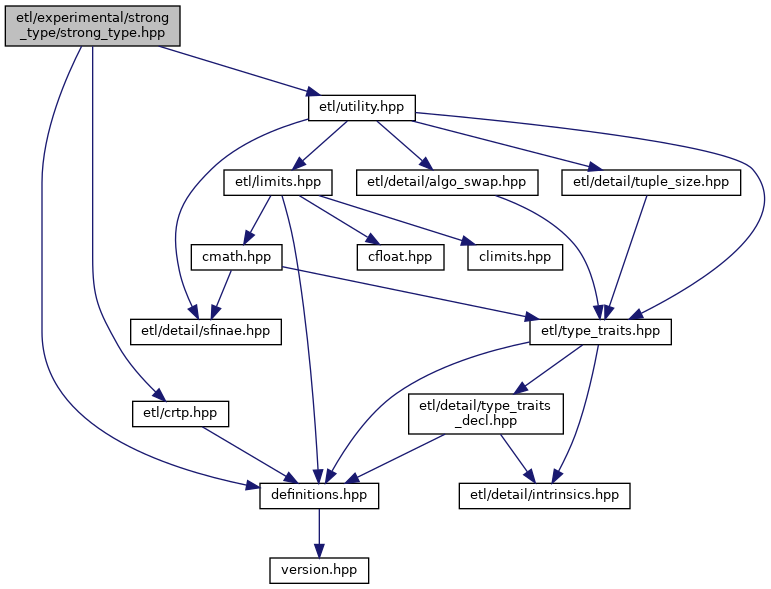 etl/experimental/strong
_type/strong_type.hpp
etl/utility.hpp
etl/limits.hpp
etl/detail/algo_swap.hpp
etl/detail/tuple_size.hpp
cmath.hpp
cfloat.hpp
climits.hpp
etl/detail/sfinae.hpp
etl/type_traits.hpp
etl/crtp.hpp
etl/detail/type_traits
_decl.hpp
definitions.hpp
etl/detail/intrinsics.hpp
version.hpp